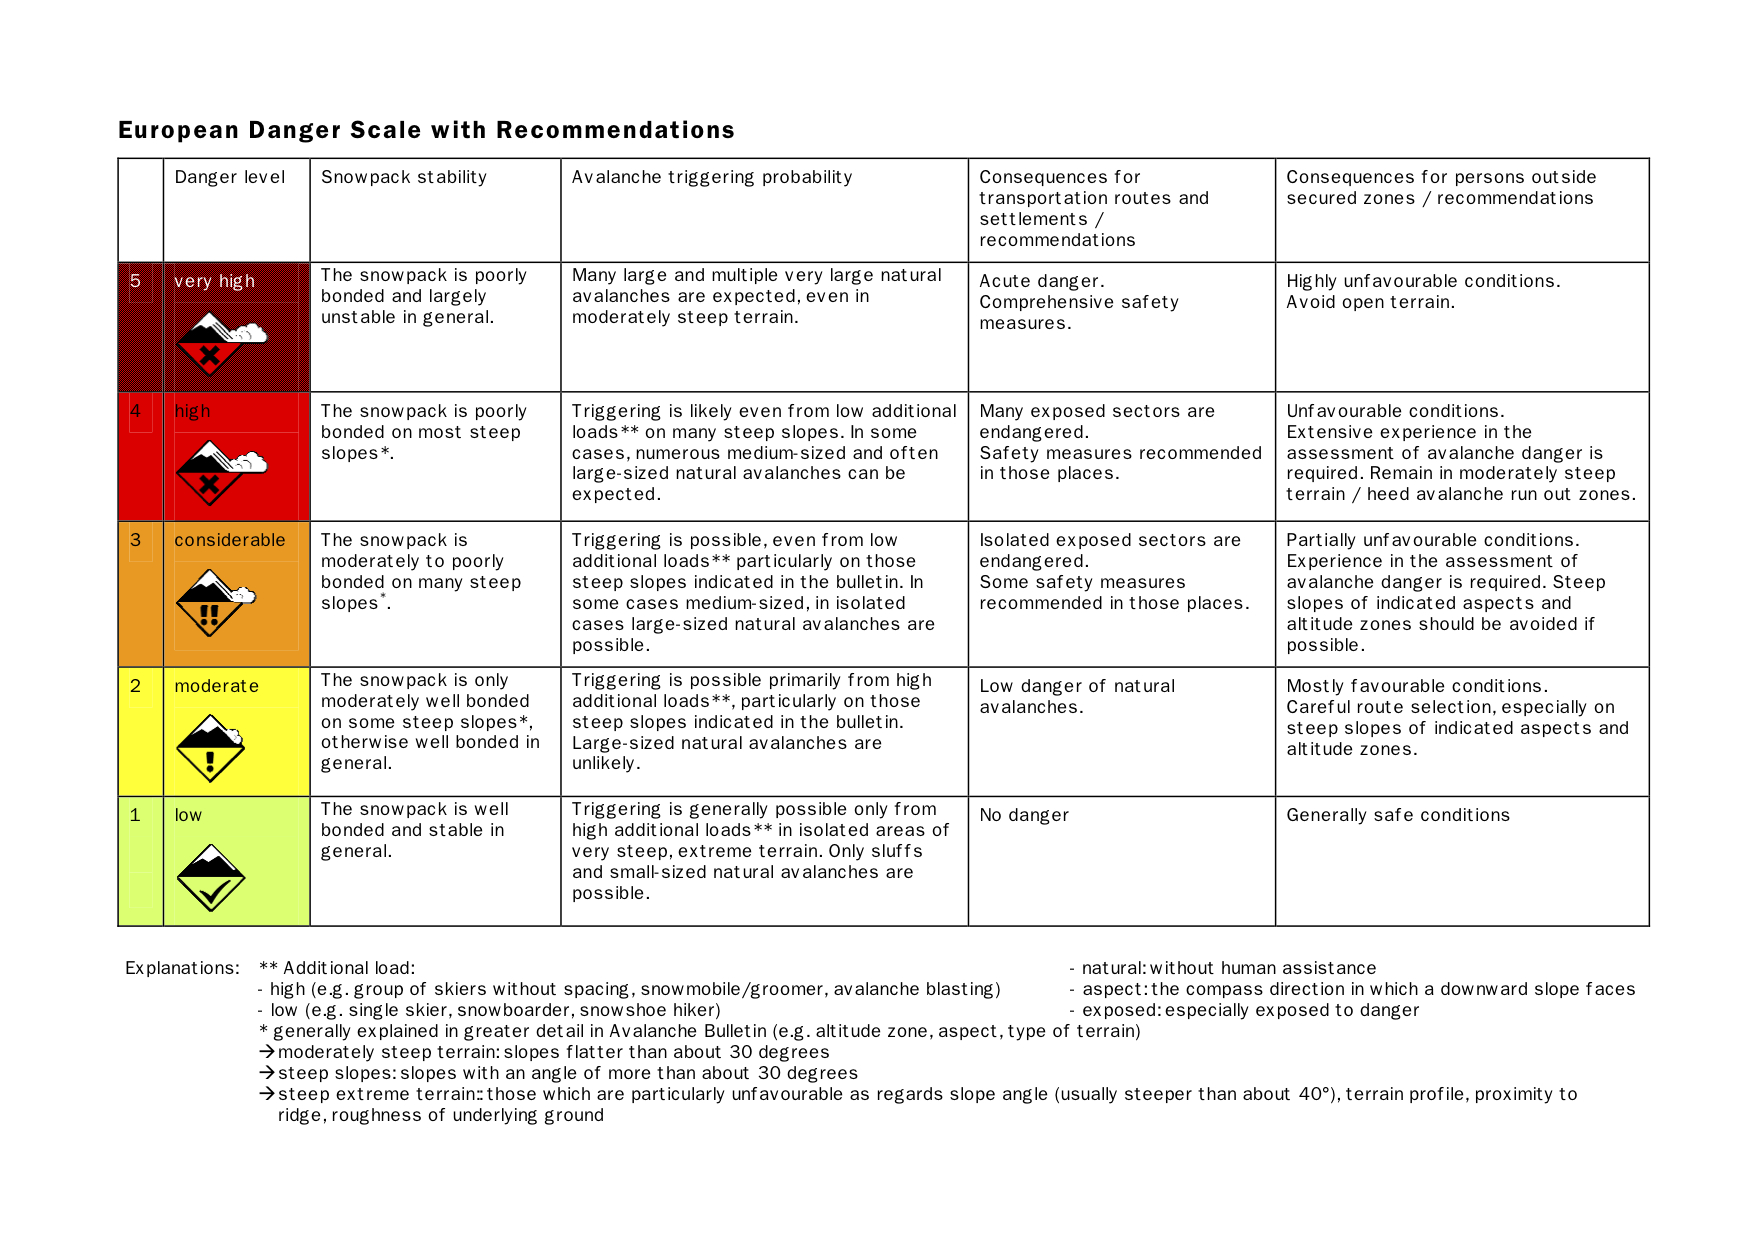 European Danger Scale with Recommendations
Danger level
Snowpack stability
Avalanche triggering probability
Consequences for
transportation routes and
settlements /
recommendations
Consequences for persons outside
secured zones / recommendations
5
very high
The snowpack is poorly
bonded and largely
unstable in general.
Many large and multiple very large natural
avalanches are expected, even in
moderately steep terrain.
Acute danger.
Comprehensive safety
measures.
Highly unfavourable conditions.
Avoid open terrain.
4
high
The snowpack is poorly
bonded on most steep
slopes*.
Triggering is likely even from low additional
loads** on many steep slopes. In some
cases, numerous medium-sized and often
large-sized natural avalanches can be
expected.
Many exposed sectors are
endangered.
Safety measures recommended
in those places.
Unfavourable conditions.
Extensive experience in the
assessment of avalanche danger is
required. Remain in moderately steep
terrain / heed avalanche run out zones.
3
considerable
The snowpack is
moderately to poorly
bonded on many steep
slopes*.
Triggering is possible, even from low
additional loads** particularly on those
steep slopes indicated in the bulletin. In
some cases medium-sized, in isolated
cases large-sized natural avalanches are
possible.
Isolated exposed sectors are
endangered.
Some safety measures
recommended in those places.
Partially unfavourable conditions.
Experience in the assessment of
avalanche danger is required. Steep
slopes of indicated aspects and
altitude zones should be avoided if
possible.
2
moderate
The snowpack is only
moderately well bonded
on some steep slopes*,
otherwise well bonded in
general.
Triggering is possible primarily from high
additional loads**, particularly on those
steep slopes indicated in the bulletin.
Large-sized natural avalanches are
unlikely.
Low danger of natural
avalanches.
Mostly favourable conditions.
Careful route selection, especially on
steep slopes of indicated aspects and
altitude zones.
1
low
The snowpack is well
bonded and stable in
general.
Triggering is generally possible only from
high additional loads** in isolated areas of
very steep, extreme terrain. Only sluffs
and small-sized natural avalanches are
possible.
No danger
Generally safe conditions
Explanations: ** Additional load:
- high (e.g. group of skiers without spacing, snowmobile/groomer, avalanche blasting)
- low (e.g. single skier, snowboarder, snowshoe hiker)
- natural: without human assistance
- aspect: the compass direction in which a downward slope faces
- exposed: especially exposed to danger
* generally explained in greater detail in Avalanche Bulletin (e.g. altitude zone, aspect, type of terrain)
→ moderately steep terrain: slopes flatter than about 30 degrees
→ steep slopes: slopes with an angle of more than about 30 degrees
→ steep extreme terrain:: those which are particularly unfavourable as regards slope angle (usually steeper than about 40°), terrain profile, proximity to
ridge, roughness of underlying ground